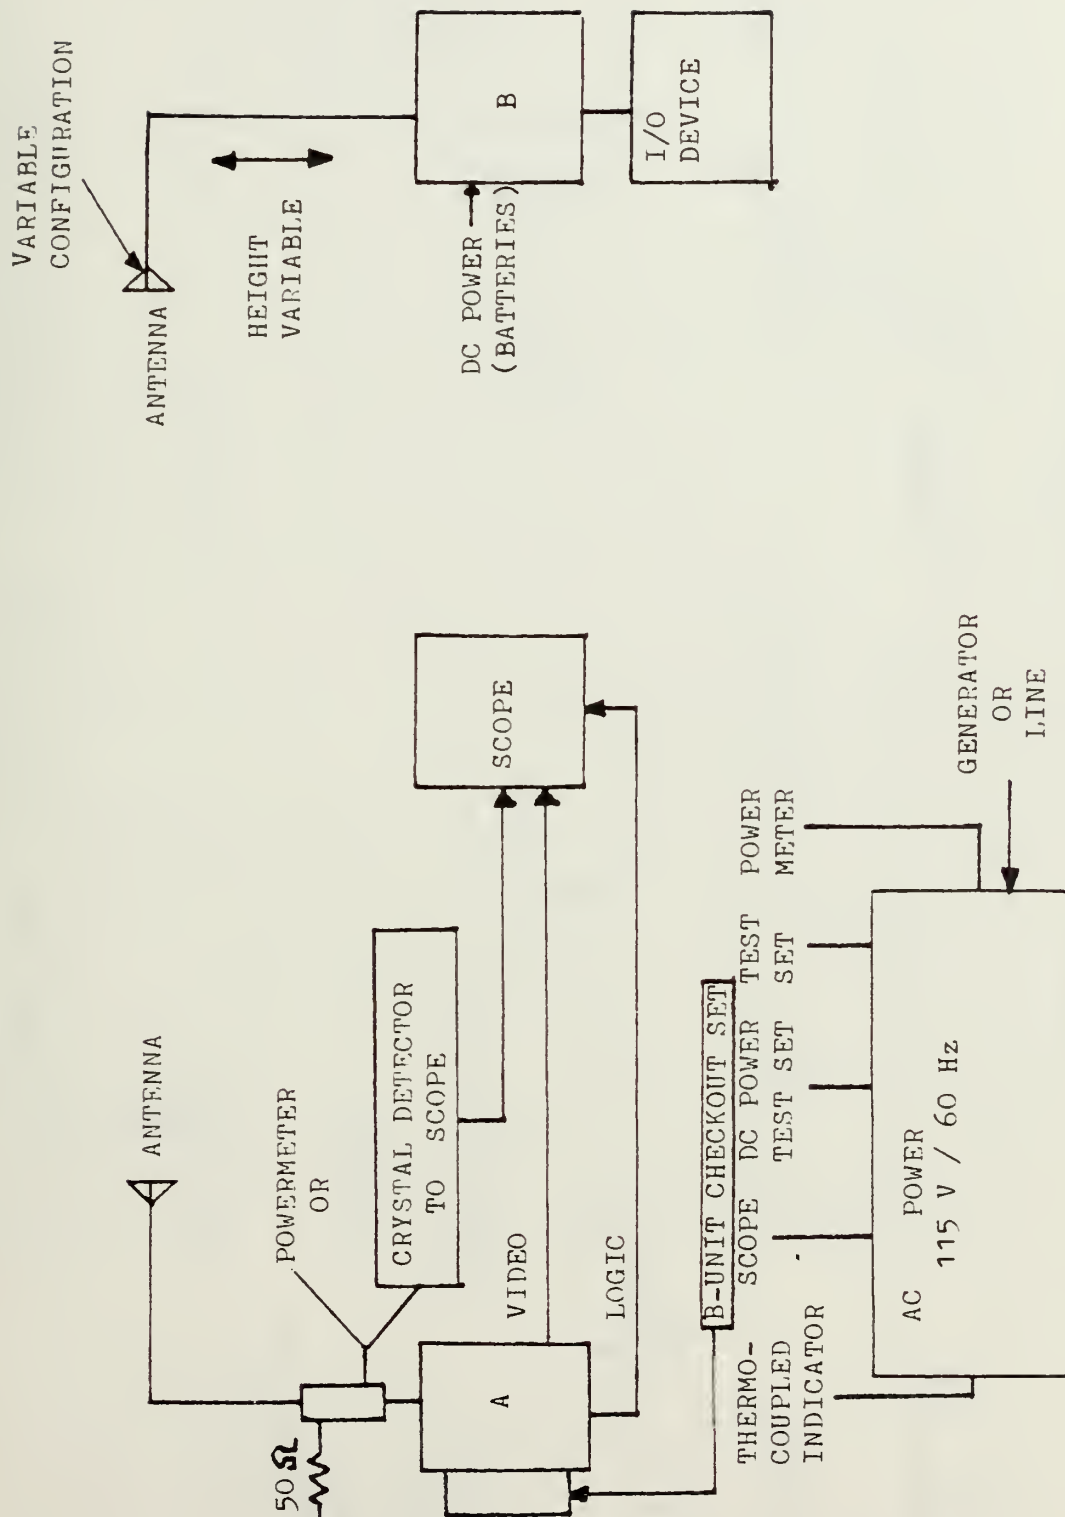 VARIABLE
CONFIGURATION
ANTENNA
HEIGHT
VARIABLE
DC POWER
(BATTERIES)
B
I/O
DEVICE
ANTENNA
POWERMETER
OR
50 Ω
CRYSTAL DETECTOR
TO SCOPE
SCOPE
A
VIDEO
LOGIC
B-UNIT CHECKOUT SET
THERMO-
COUPLED
INDICATOR
SCOPE
DC POWER
TEST SET
TEST
SET
POWER
METER
AC POWER
115 V / 60 Hz
GENERATOR
OR
LINE